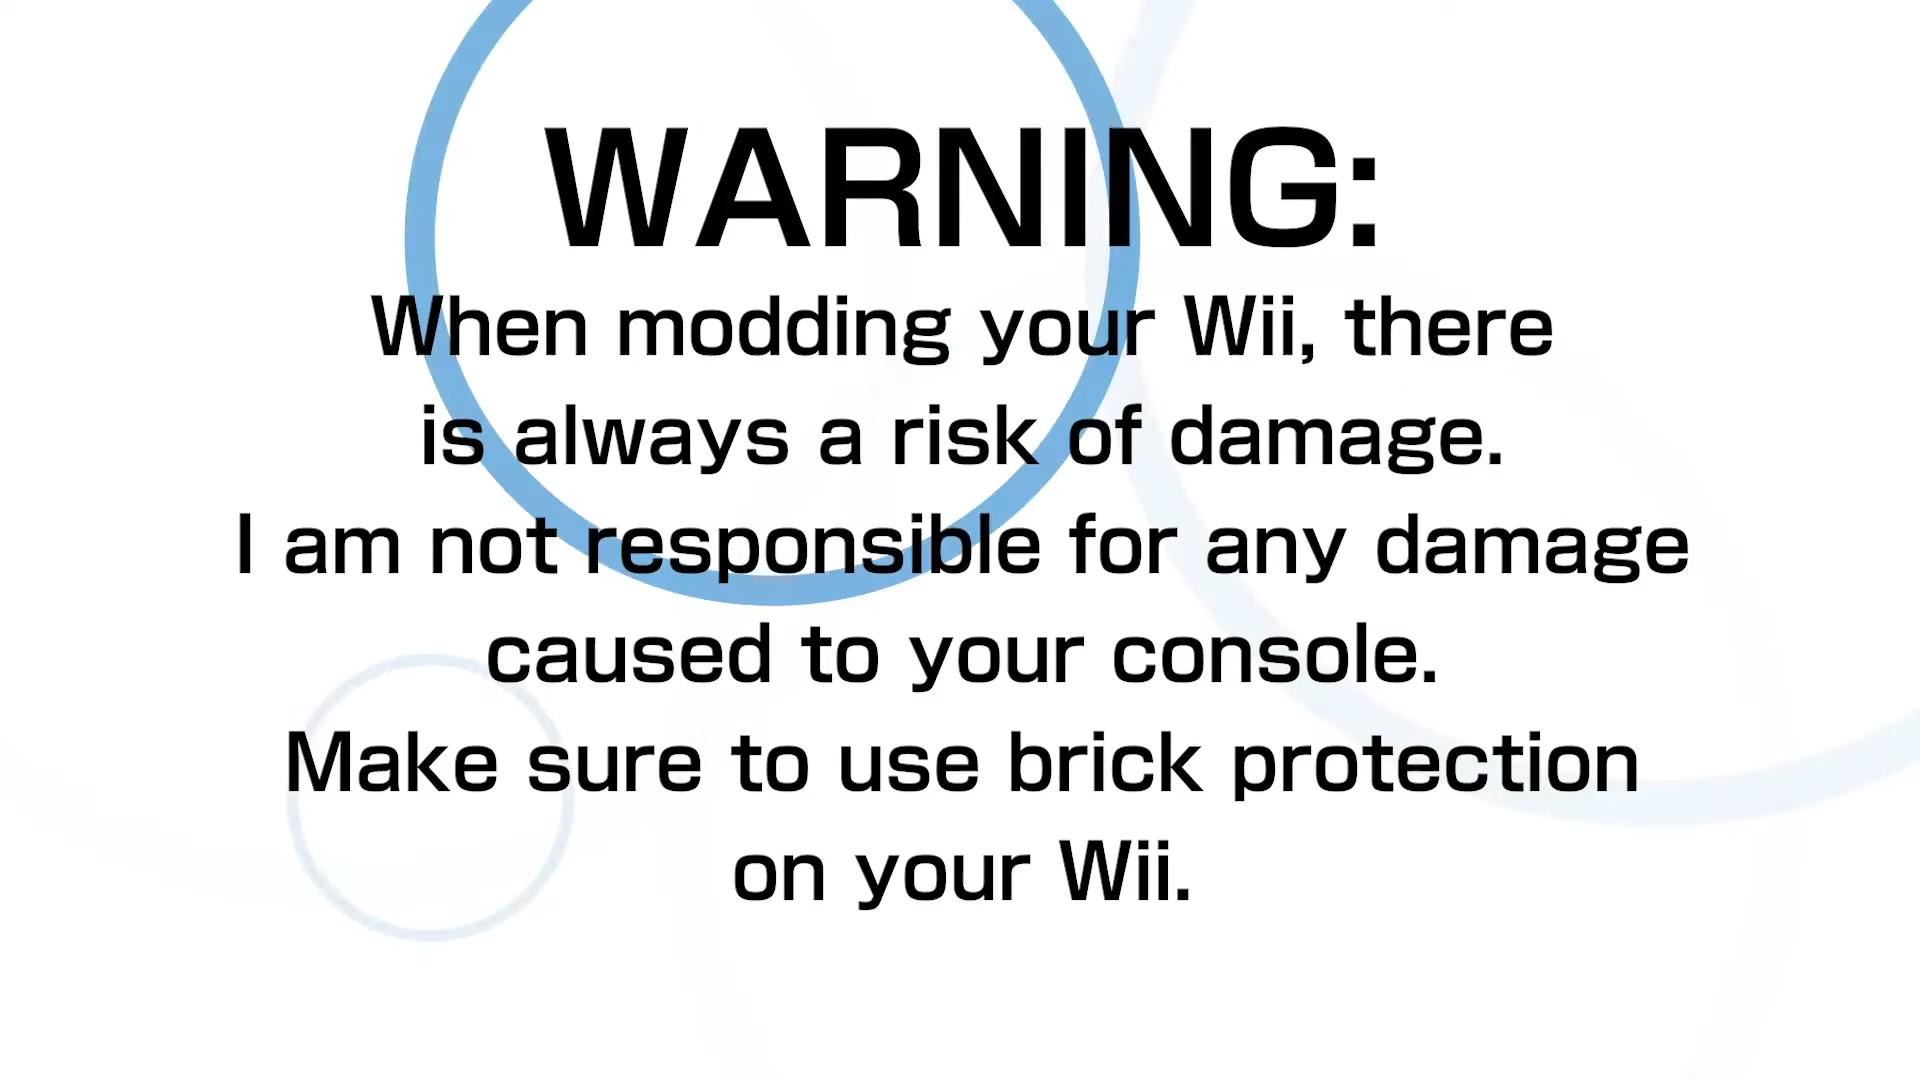 WARNING:
When modding your Wii, there
is always a risk of damage.
I am not responsible for any damage
caused to your console.
Make sure to use brick protection
on your Wii.